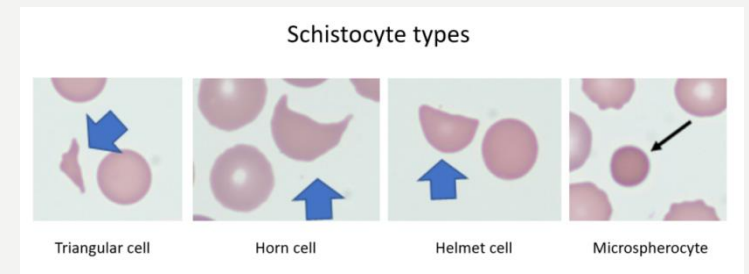 Schistocyte types
Triangular cell
Horn cell
Helmet cell
Microspherocyte